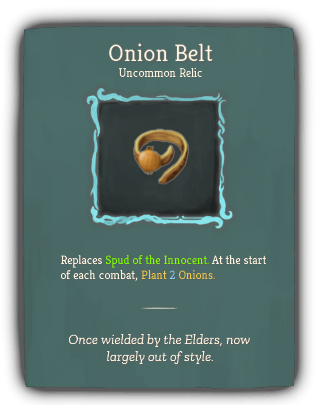 Onion Belt
Uncommon Relic
Replaces Spud of the Innocent. At the start
of each combat, Plant 2 Onions.
Once wielded by the Elders, now
largely out of style.